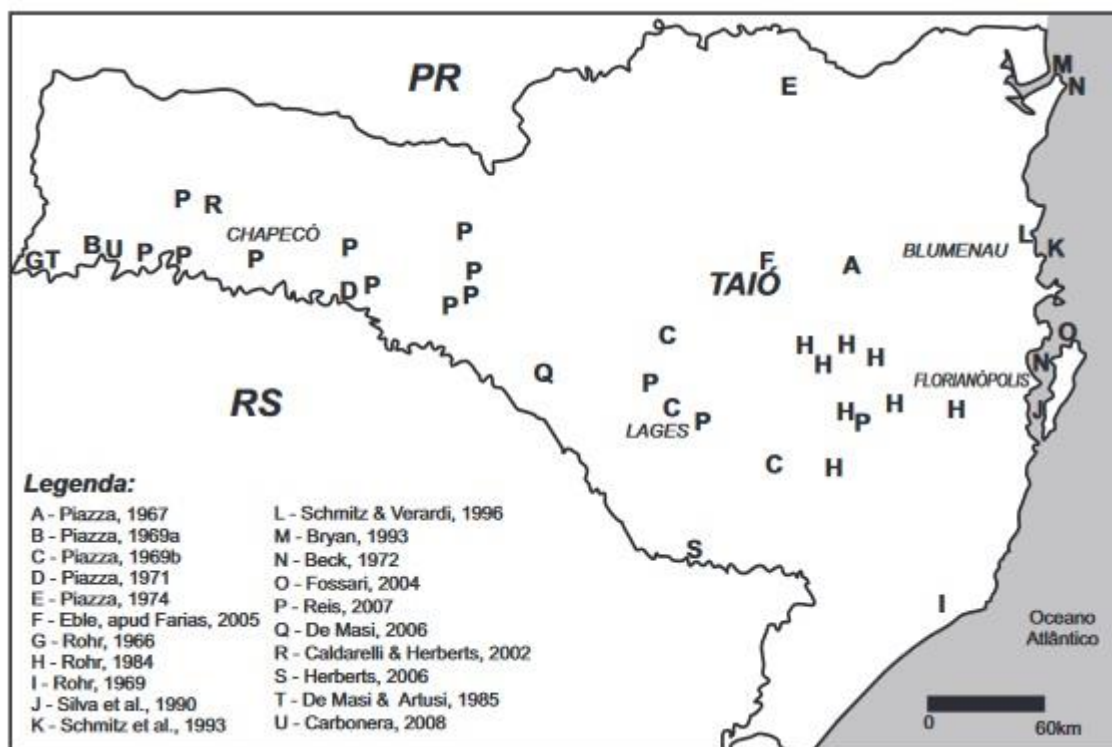 PR
E
M
N
P R
CHAPECÓ
P
P
L
BLUMENAU
K
G T B U P P P
P
F
A
TAIÓ
D P
P P
C
O
H H
H H
N
Q
P
FLORIANÓPOLIS
RS
C
P
LAGES
H P
H
H
J
C
H
S
I
Legenda:
A - Piazza, 1967
B - Piazza, 1969a
C - Piazza, 1969b
D - Piazza, 1971
E - Piazza, 1974
F - Eble, apud Farias, 2005
G - Rohr, 1966
H - Rohr, 1984
I - Rohr, 1969
J - Silva et al., 1990
K - Schmitz et al., 1993
L - Schmitz & Verardi, 1996
M - Bryan, 1993
N - Beck, 1972
O - Fossari, 2004
P - Reis, 2007
Q - De Masi, 2006
R - Caldarelli & Herberts, 2002
S - Herberts, 2006
T - De Masi & Artusi, 1985
U - Carbonera, 2008
Oceano
Atlântico
0 60km